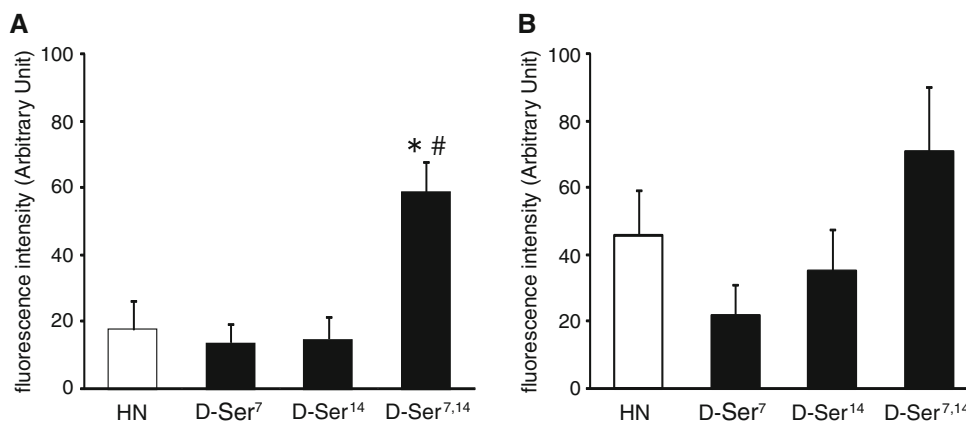 A
fluorescence intensity (Arbitrary Unit)
100
80
60
40
20
0
* #
HN D-Ser⁷ D-Ser¹⁴ D-Ser⁷,¹⁴
B
fluorescence intensity (Arbitrary Unit)
100
80
60
40
20
0
HN D-Ser⁷ D-Ser¹⁴ D-Ser⁷,¹⁴